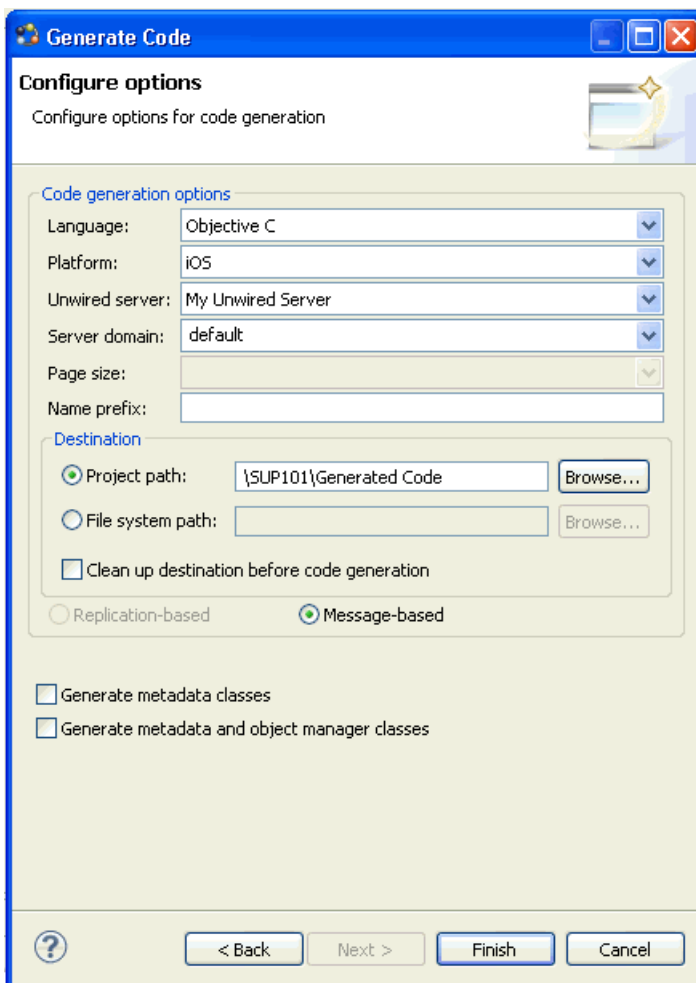 Generate Code
Configure options
Configure options for code generation
Code generation options
Language: Objective C
Platform: iOS
Unwired server: My Unwired Server
Server domain: default
Page size:
Name prefix:
Destination
Project path: \SUP101\Generated Code Browse...
File system path: Browse...
Clean up destination before code generation
Replication-based Message-based
Generate metadata classes
Generate metadata and object manager classes
? < Back Next > Finish Cancel